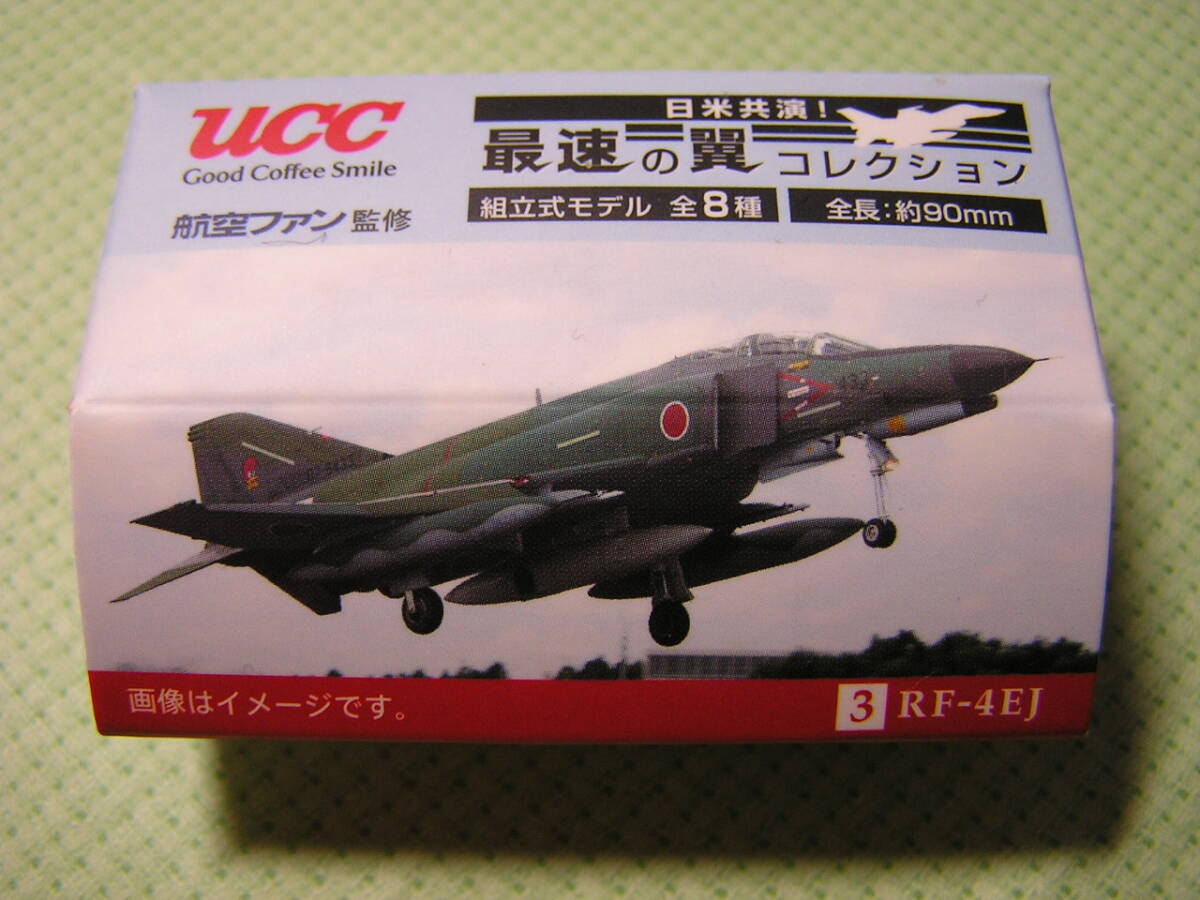 ucc
Good Coffee Smile
航空ファン 監修
日米共演!
最速の翼コレクション
組立式モデル 全8種
全長:約90mm
432
画像はイメージです。
3 RF-4EJ